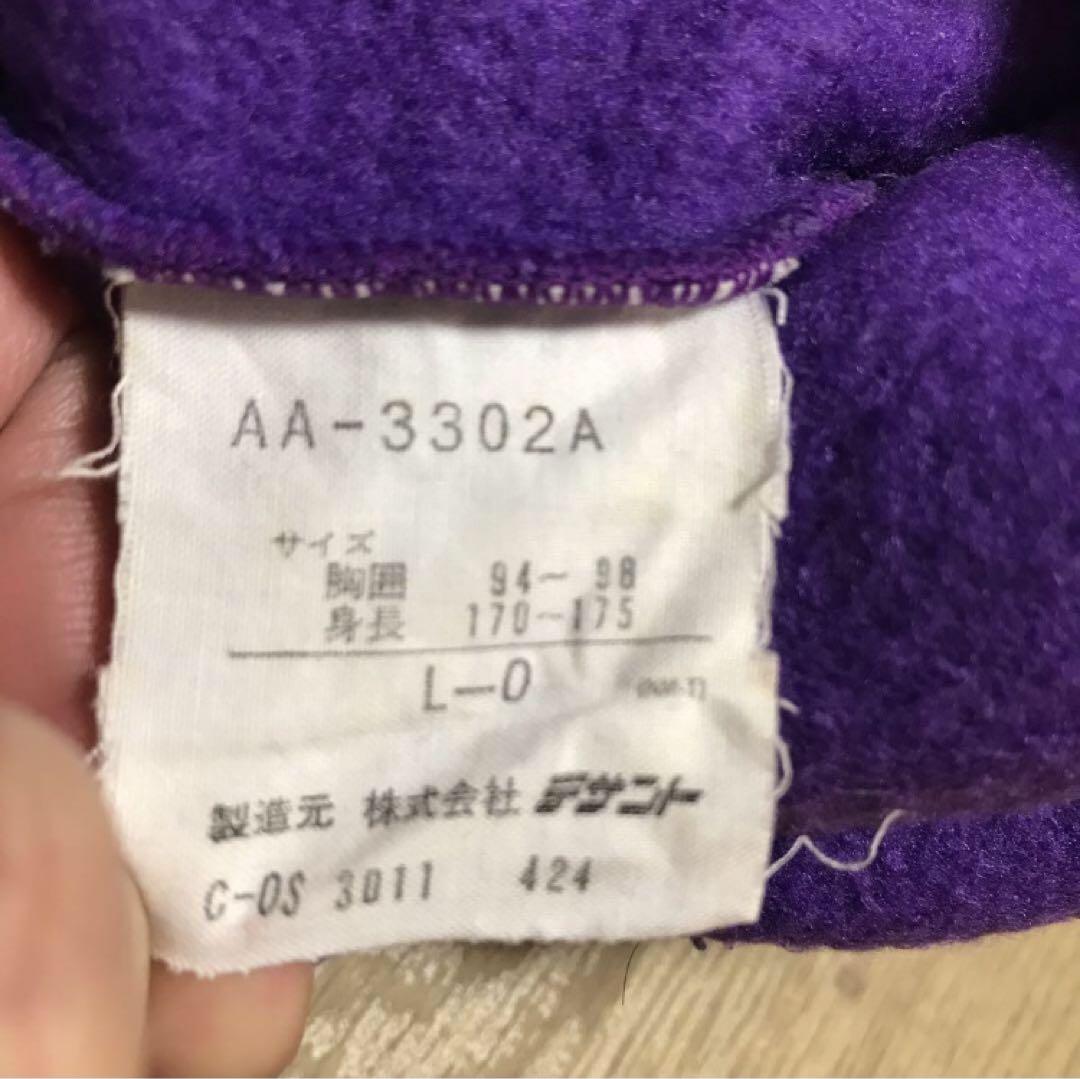 AA-3302A
サイズ
胸囲 94~98
身長 170~175
L-O
製造元 株式会社 デサント
C-OS 3011 424